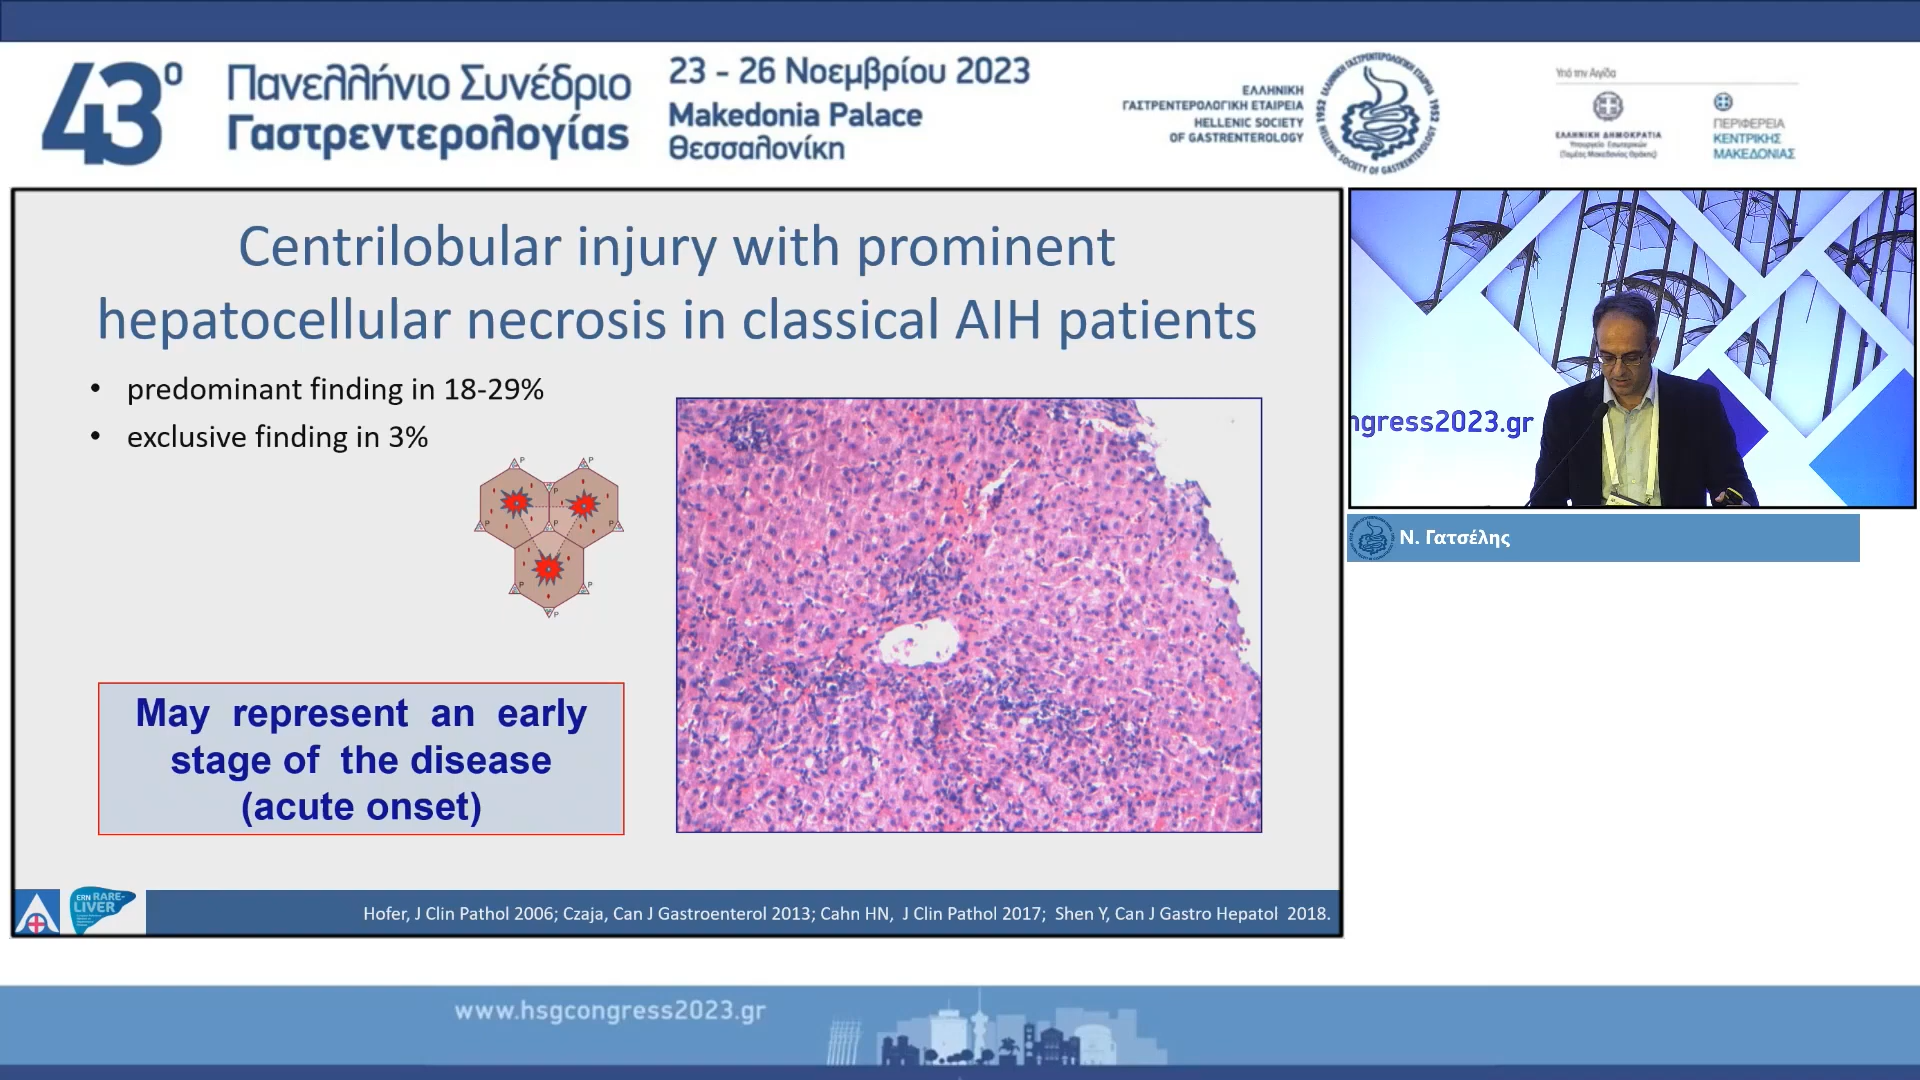 43ο
Πανελλήνιο Συνέδριο
Γαστρεντερολογίας
23 - 26 Νοεμβρίου 2023
Makedonia Palace
Θεσσαλονίκη
ΕΛΛΗΝΙΚΗ
ΓΑΣΤΡΕΝΤΕΡΟΛΟΓΙΚΗ ΕΤΑΙΡΕΙΑ
HELLENIC SOCIETY
OF GASTRENTEROLOGY
Υπό την Αιγίδα
ΕΛΛΗΝΙΚΗ ΔΗΜΟΚΡΑΤΙΑ
Υπουργείο Εσωτερικών
(Τομέας Μακεδονίας Θράκης)
ΠΕΡΙΦΕΡΕΙΑ
ΚΕΝΤΡΙΚΗΣ
ΜΑΚΕΔΟΝΙΑΣ
Centrilobular injury with prominent
hepatocellular necrosis in classical AIH patients
• predominant finding in 18-29%
• exclusive finding in 3%
May represent an early
stage of the disease
(acute onset)
ERN RARE-
LIVER
Hofer, J Clin Pathol 2006; Czaja, Can J Gastroenterol 2013; Cahn HN, J Clin Pathol 2017; Shen Y, Can J Gastro Hepatol 2018.
ngress2023.gr
Ν. Γατσέλης
www.hsgcongress2023.gr